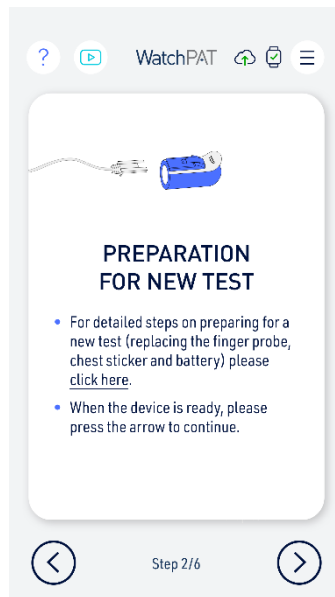 ?
WatchPAT
PREPARATION
FOR NEW TEST
• For detailed steps on preparing for a
new test (replacing the finger probe,
chest sticker and battery) please
click here.
• When the device is ready, please
press the arrow to continue.
Step 2/6